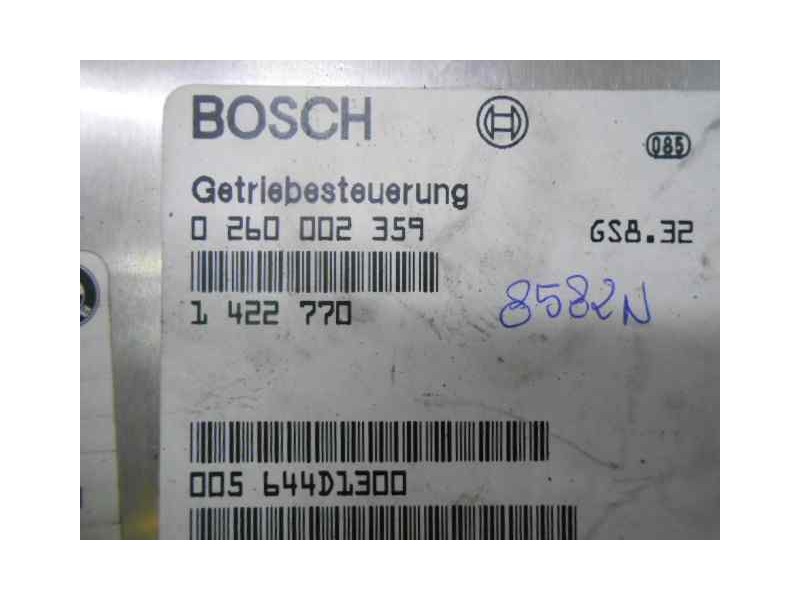 BOSCH
085
Getriebesteuerung
0 260 002 359
GS8.32
1 422 770
8582N
005 644D1300